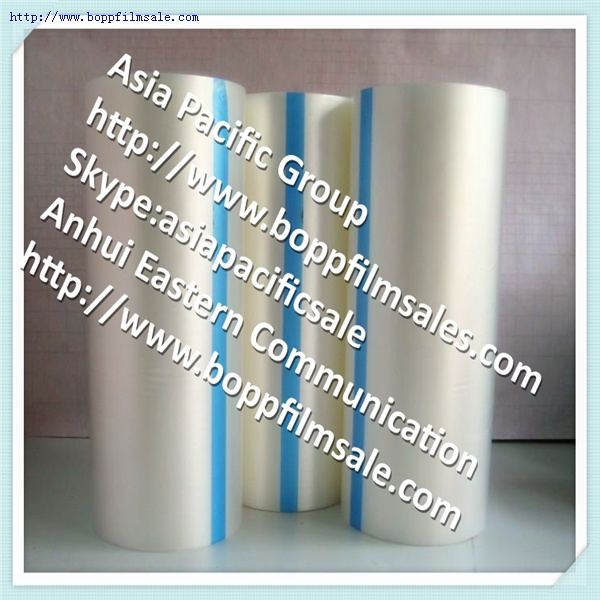 http://www.boppfilmsale.com
Asia Pacific Group
http://www.boppfilmsales.com
Skype:asiapacificsale
Anhui Eastern Communication
http://www.boppfilmsale.com